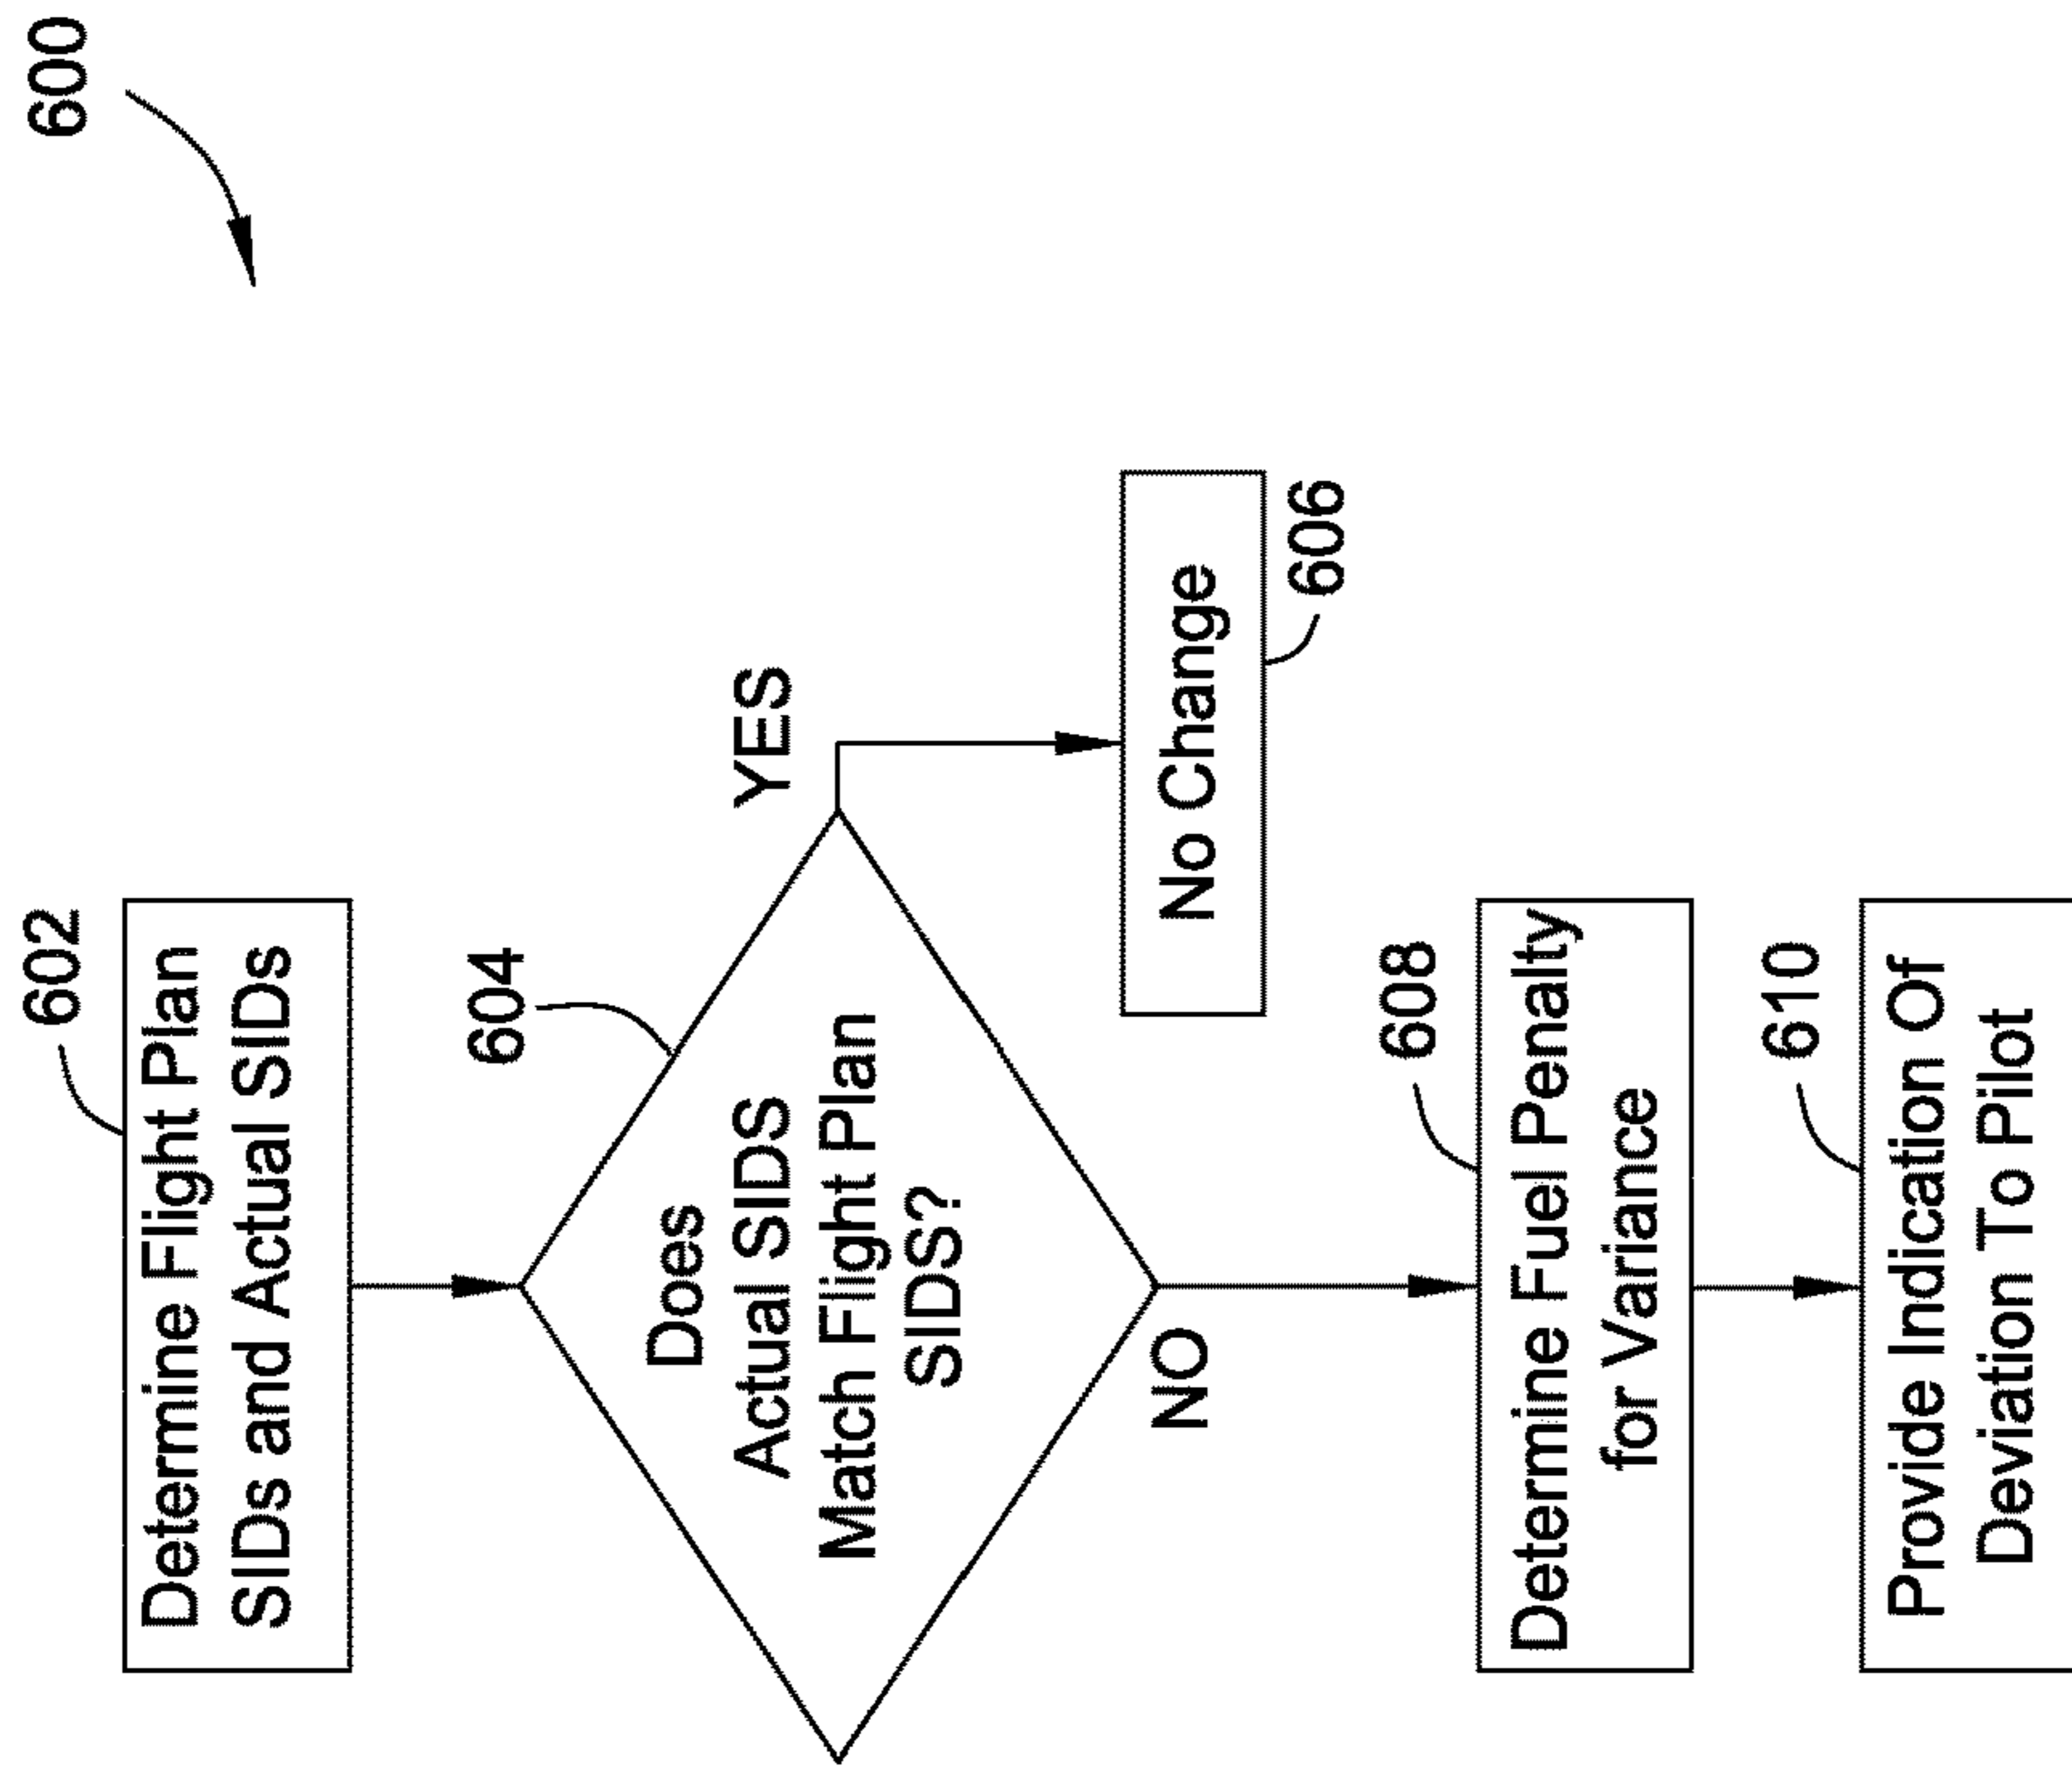 600
602
Determine Flight Plan
SIDs and Actual SIDs
604
Does
Actual SIDS
Match Flight Plan
SIDS?
YES
No Change
606
NO
608
Determine Fuel Penalty
for Variance
610
Provide Indication Of
Deviation To Pilot